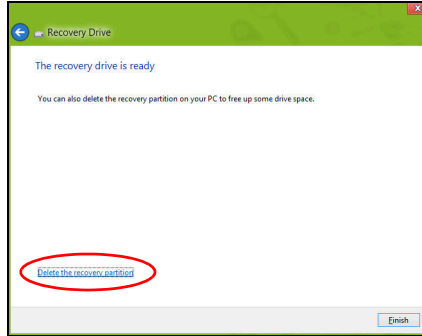 Recovery Drive
The recovery drive is ready
You can also delete the recovery partition on your PC to free up some drive space.
Delete the recovery partition
Finish